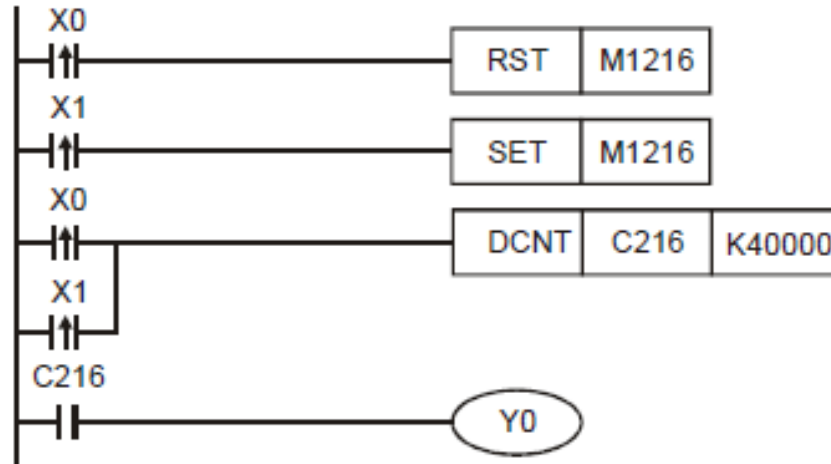 X0
RST M1216
X1
SET M1216
X0
DCNT C216 K40000
X1
C216
Y0